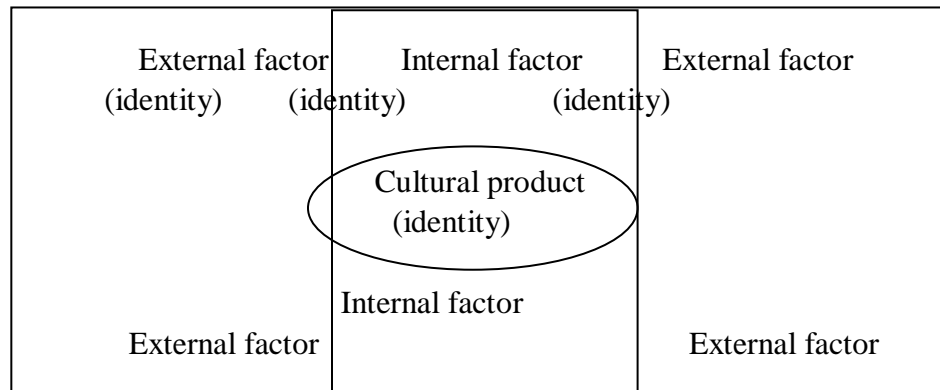 External factor Internal factor External factor
(identity) (identity) (identity)
Cultural product
(identity)
Internal factor
External factor External factor